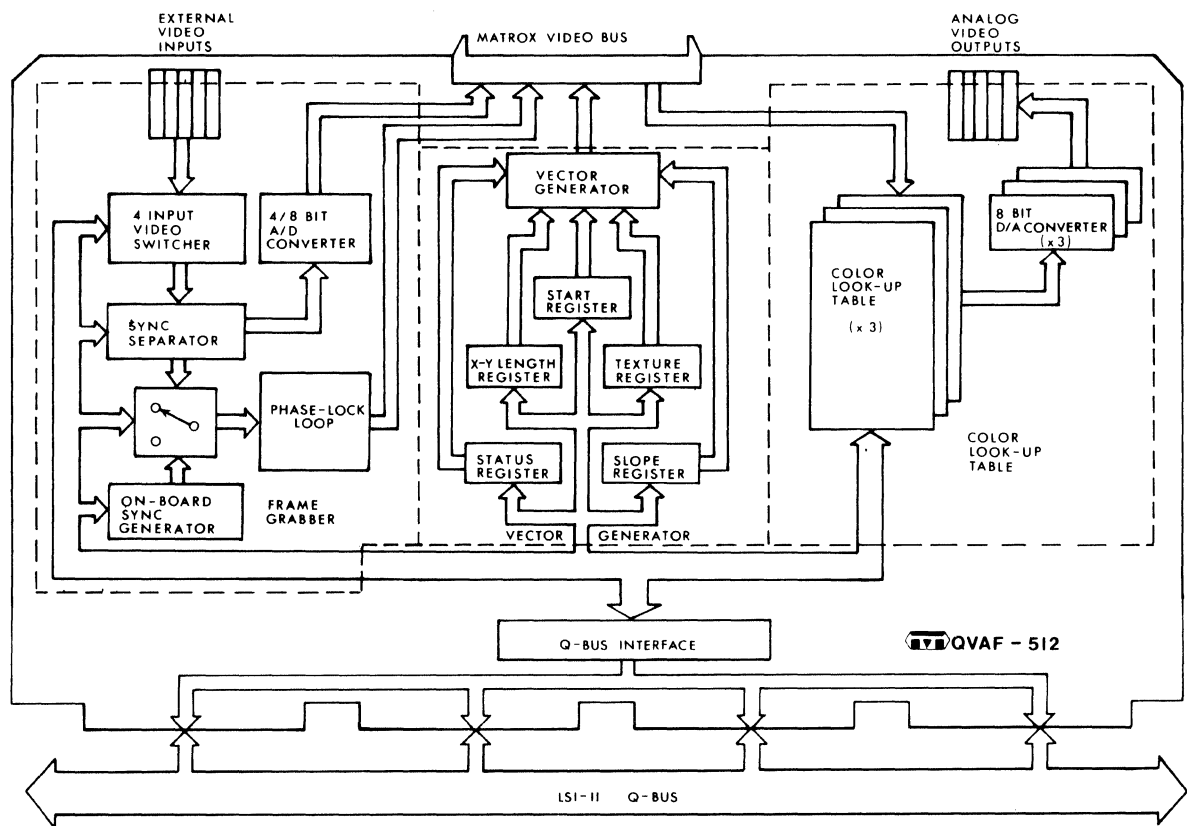 EXTERNAL
VIDEO
INPUTS
MATROX VIDEO BUS
ANALOG
VIDEO
OUTPUTS
VECTOR
GENERATOR
4 INPUT
VIDEO
SWITCHER
4/8 BIT
A/D
CONVERTER
8 BIT
D/A CONVERTER
(x3)
COLOR
LOOK-UP
TABLE
(x 3)
START
REGISTER
SYNC
SEPARATOR
X-Y LENGTH
REGISTER
TEXTURE
REGISTER
PHASE-LOCK
LOOP
STATUS
REGISTER
SLOPE
REGISTER
COLOR
LOOK-UP
TABLE
ON-BOARD
SYNC
GENERATOR
FRAME
GRABBER
VECTOR GENERATOR
Q-BUS INTERFACE
QVAF - 512
LSI-11 Q-BUS